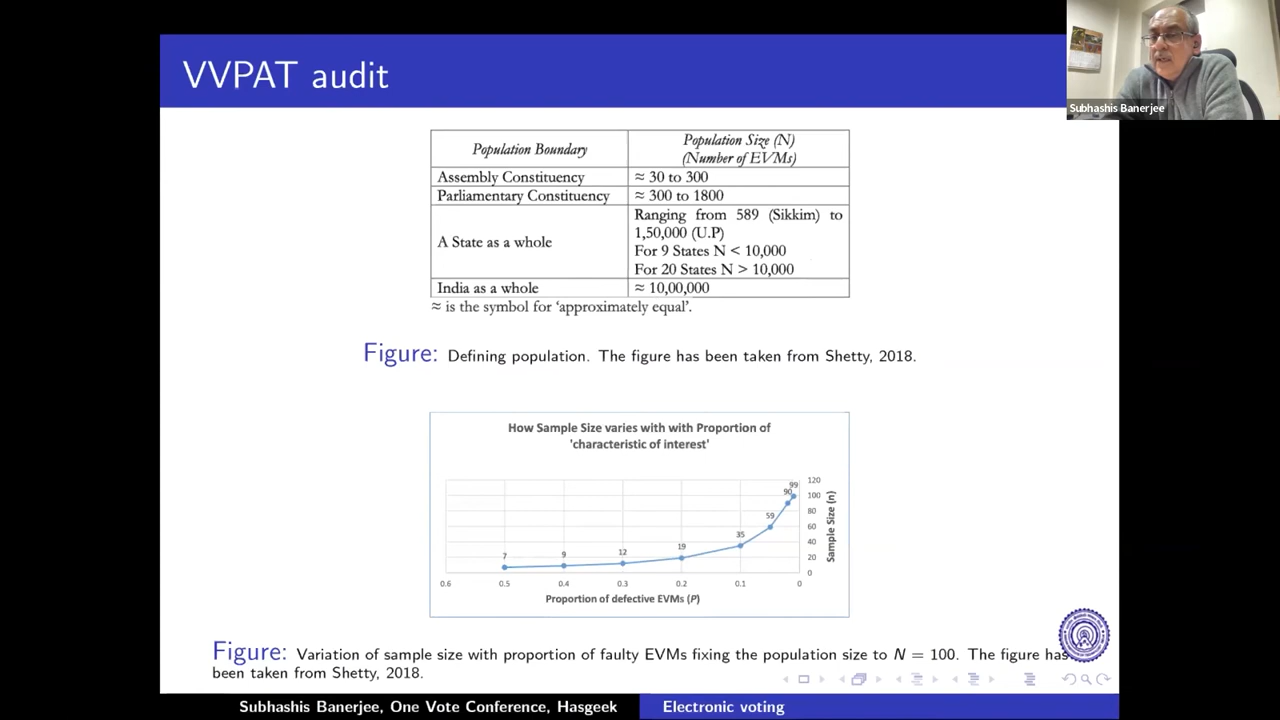 VVPAT audit
Subhashis Banerjee
Population Boundary
Population Size (N)
(Number of EVMs)
Assembly Constituency
≈ 30 to 300
Parliamentary Constituency
≈ 300 to 1800
A State as a whole
Ranging from 589 (Sikkim) to
1,50,000 (U.P)
For 9 States N < 10,000
For 20 States N > 10,000
India as a whole
≈ 10,00,000
≈ is the symbol for 'approximately equal'.
Figure: Defining population. The figure has been taken from Shetty, 2018.
How Sample Size varies with with Proportion of
'characteristic of interest'
7 9 12 19 35 59 90 99
120
100
80
60
40
20
0
Sample Size (n)
0.6 0.5 0.4 0.3 0.2 0.1 0
Proportion of defective EVMs (P)
Figure: Variation of sample size with proportion of faulty EVMs fixing the population size to N = 100. The figure has
been taken from Shetty, 2018.
Subhashis Banerjee, One Vote Conference, Hasgeek
Electronic voting